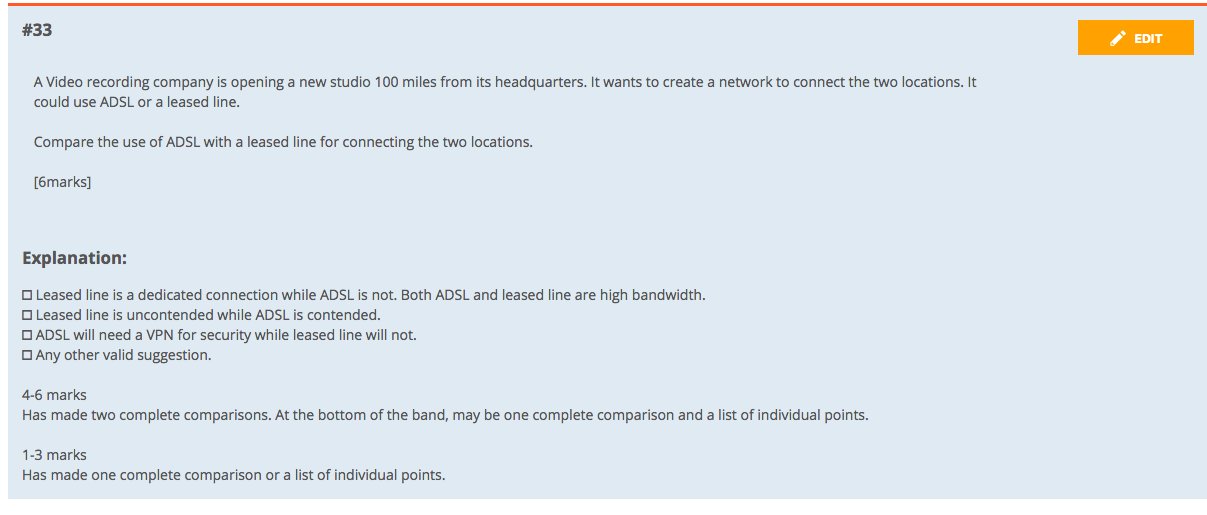 #33
EDIT
A Video recording company is opening a new studio 100 miles from its headquarters. It wants to create a network to connect the two locations. It
could use ADSL or a leased line.
Compare the use of ADSL with a leased line for connecting the two locations.
[6marks]
Explanation:
☐ Leased line is a dedicated connection while ADSL is not. Both ADSL and leased line are high bandwidth.
☐ Leased line is uncontended while ADSL is contended.
☐ ADSL will need a VPN for security while leased line will not.
☐ Any other valid suggestion.
4-6 marks
Has made two complete comparisons. At the bottom of the band, may be one complete comparison and a list of individual points.
1-3 marks
Has made one complete comparison or a list of individual points.